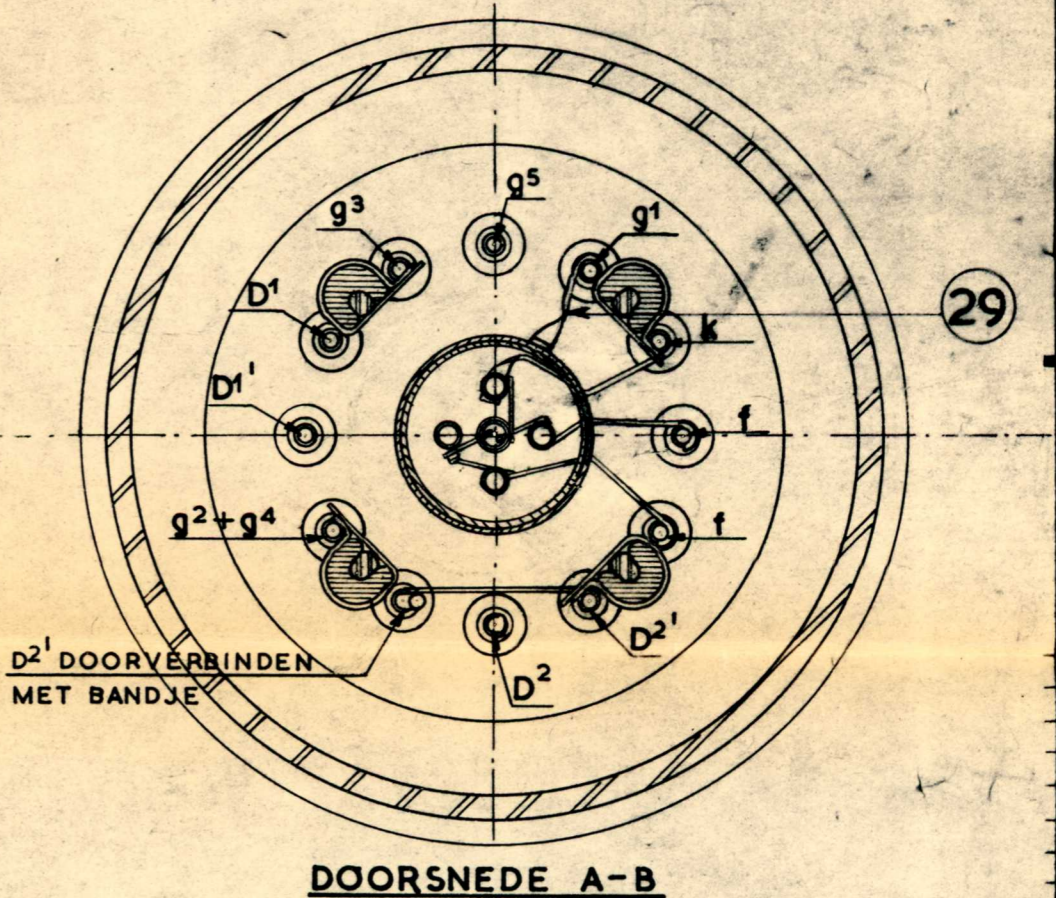 g⁵
g³
g¹
D¹
29
k
D¹'
f
g²+g⁴
f
D²'
D²' DOORVERBINDEN
MET BANDJE
D²
DOORSNEDE A-B